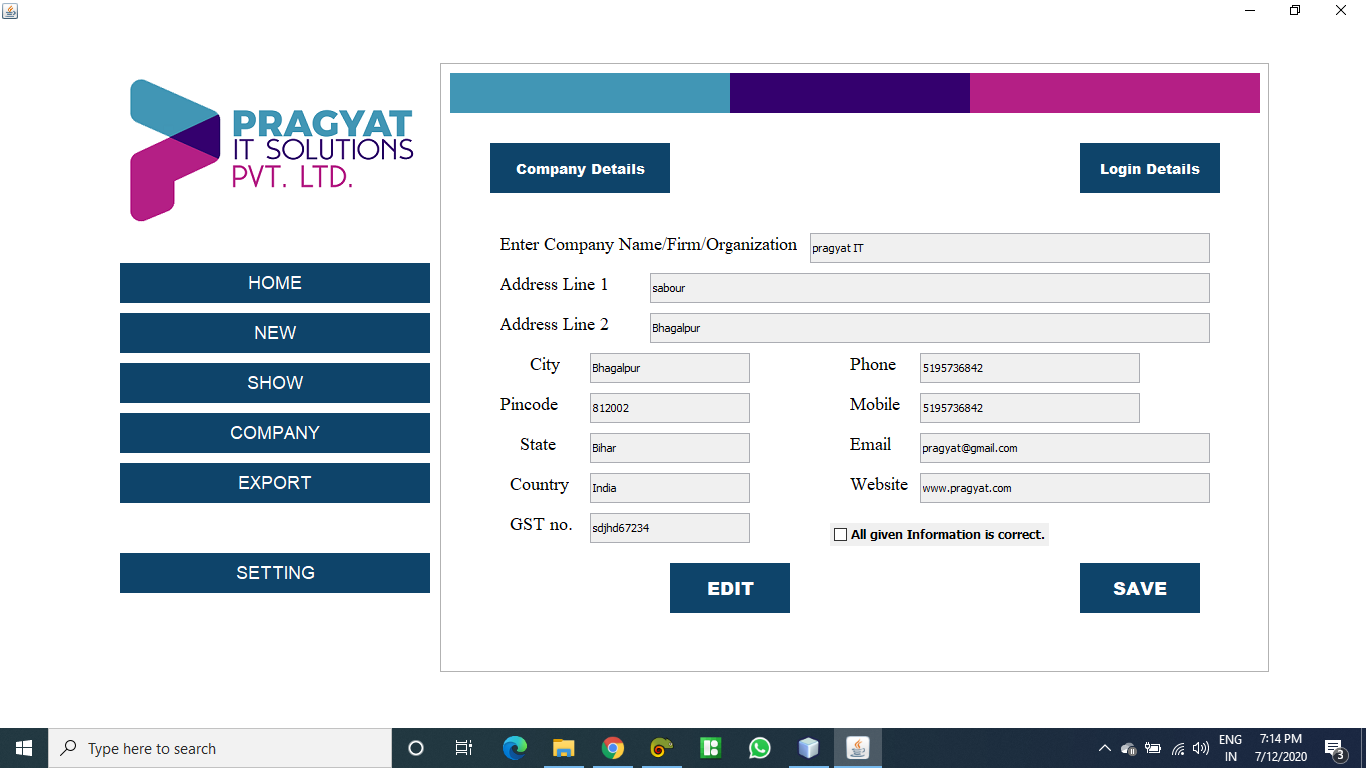 PRAGYAT
IT SOLUTIONS
PVT. LTD.
HOME
NEW
SHOW
COMPANY
EXPORT
SETTING
Company Details
Login Details
Enter Company Name/Firm/Organization pragyat IT
Address Line 1 sabour
Address Line 2 Bhagalpur
City Bhagalpur Phone 5195736842
Pincode 812002 Mobile 5195736842
State Bihar Email pragyat@gmail.com
Country India Website www.pragyat.com
GST no. sdjhd67234 All given Information is correct.
EDIT SAVE
Type here to search
ENG
IN
7:14 PM
7/12/2020
3